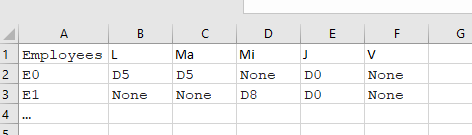 A B C D E F G
1 Employees L Ma Mi J V
2 E0 D5 D5 None D0 None
3 E1 None None D8 D0 None
4 ...